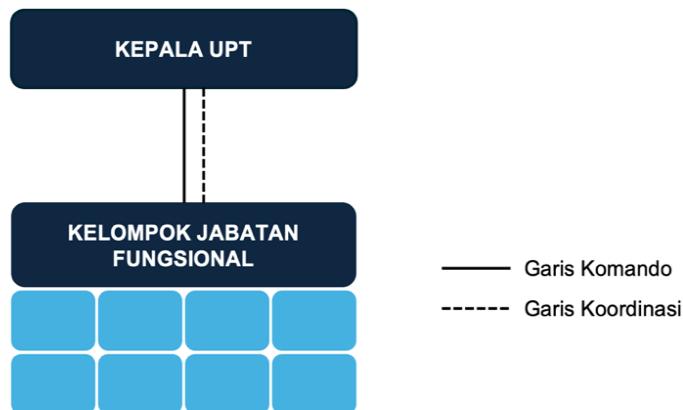 KEPALA UPT
KELOMPOK JABATAN
FUNGSIONAL
Garis Komando
Garis Koordinasi